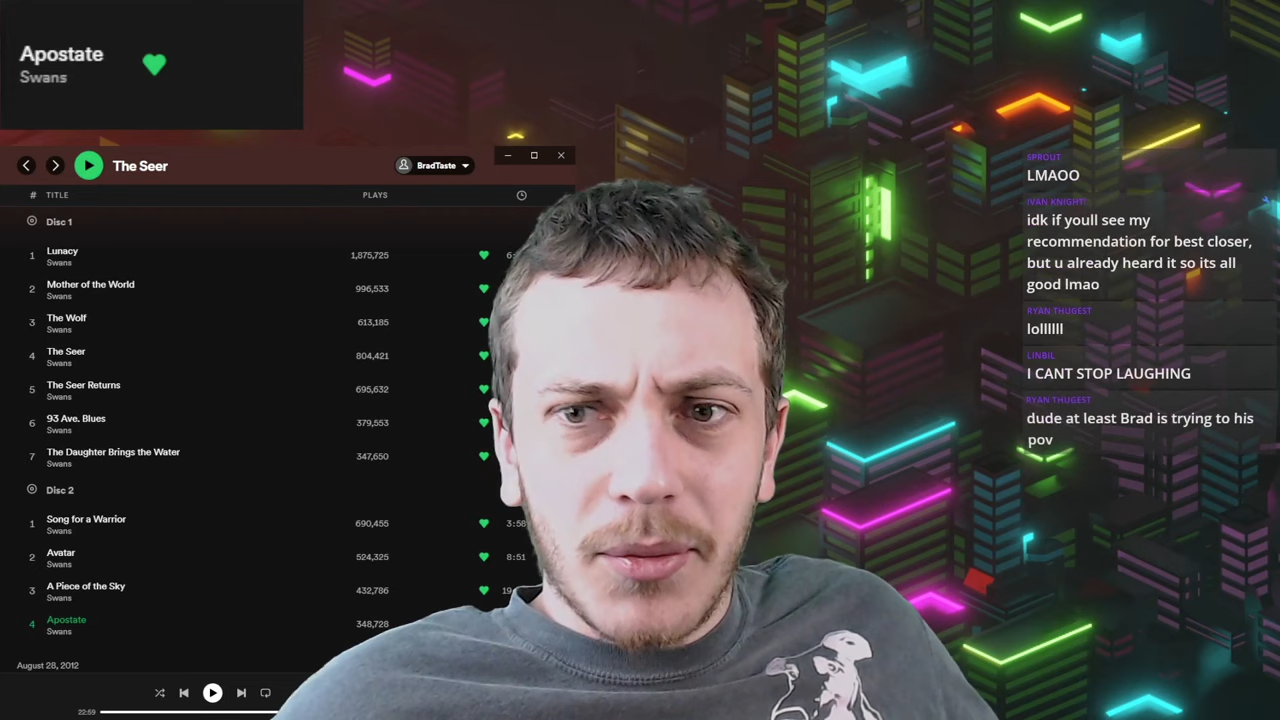 Apostate
Swans
The Seer
BradTaste
# TITLE PLAYS
Disc 1
1 Lunacy 1,875,725 6:
Swans
2 Mother of the World 996,533
Swans
3 The Wolf 613,185
Swans
4 The Seer 804,421
Swans
5 The Seer Returns 695,632
Swans
6 93 Ave. Blues 379,553
Swans
7 The Daughter Brings the Water 347,650
Swans
Disc 2
1 Song for a Warrior 690,455 3:58
Swans
2 Avatar 524,325 8:51
Swans
3 A Piece of the Sky 432,786 19
Swans
4 Apostate 348,728
Swans
August 28, 2012
22:59
SPROUT
LMAOO
IVAN KNIGHT
idk if youll see my
recommendation for best closer,
but u already heard it so its all
good lmao
RYAN THUGEST
lollllll
LINBIL
I CANT STOP LAUGHING
RYAN THUGEST
dude at least Brad is trying to his
pov